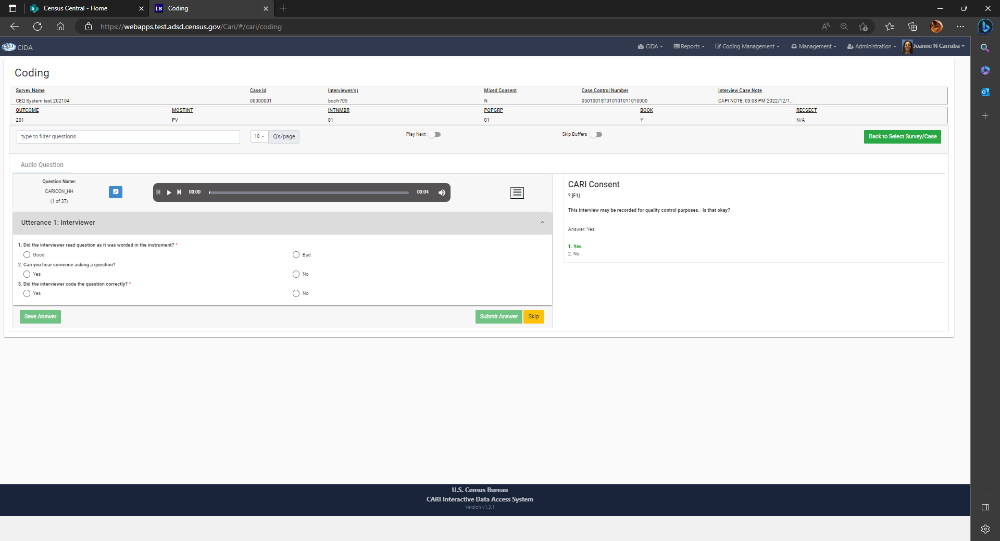 Census Central - Home
CB Coding
https://webapps.test.adsd.census.gov/Cari/#/cari/coding
CARI CIDA
CIDA
Reports
Coding Management
Management
Administration
Joanne N Carruba
Coding
Survey Name Case Id Interviewer(s) Mixed Consent Case Control Number Interview Case Note
CEQ System test 202104 00000001 bocfr705 N 0501001ST010101011010000 CAPI NOTE: 03:08 PM 2022/12/1...
OUTCOME MOSTINT INTNMBR POPGRP BOOK RECSECT
201 PV 01 01 Y N/A
type to filter questions 10 Q's/page Play Next Skip Buffers Back to Select Survey/Case
Audio Question
Question Name:
CARICON_HH
(1 of 37)
00:00 00:04
Utterance 1: Interviewer
1. Did the interviewer read question as it was worded in the instrument? *
Good Bad
2. Can you hear someone asking a question?
Yes No
3. Did the interviewer code the question correctly? *
Yes No
Save Answer Submit Answer Skip
CARI Consent
? [F1]
This interview may be recorded for quality control purposes.··Is that okay?
Answer: Yes
1. Yes
2. No
U.S. Census Bureau
CARI Interactive Data Access System
Version v1.3.1